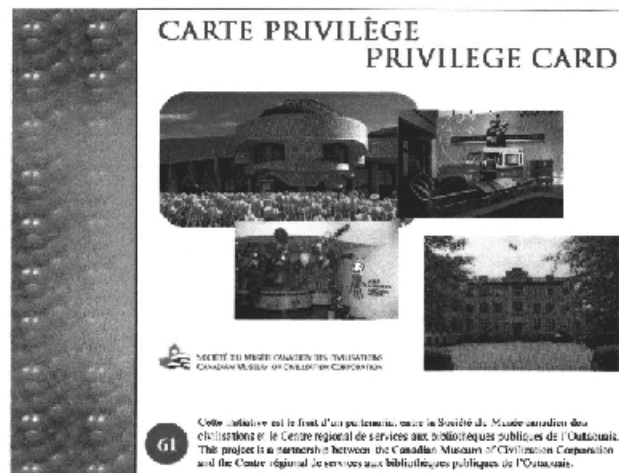 CARTE PRIVILÈGE
PRIVILEGE CARD
SOCIÉTÉ DU MUSÉE CANADIEN DES CIVILISATIONS
CANADIAN MUSEUM OF CIVILIZATION CORPORATION
61
Cette initiative est le fruit d'un partenariat entre la Société du Musée canadien des
civilisations et le Centre régional de services aux bibliothèques publiques de l'Outaouais.
This project is a partnership between the Canadian Museum of Civilization Corporation
and the Centre régional de services aux bibliothèques publiques de l'Outaouais.